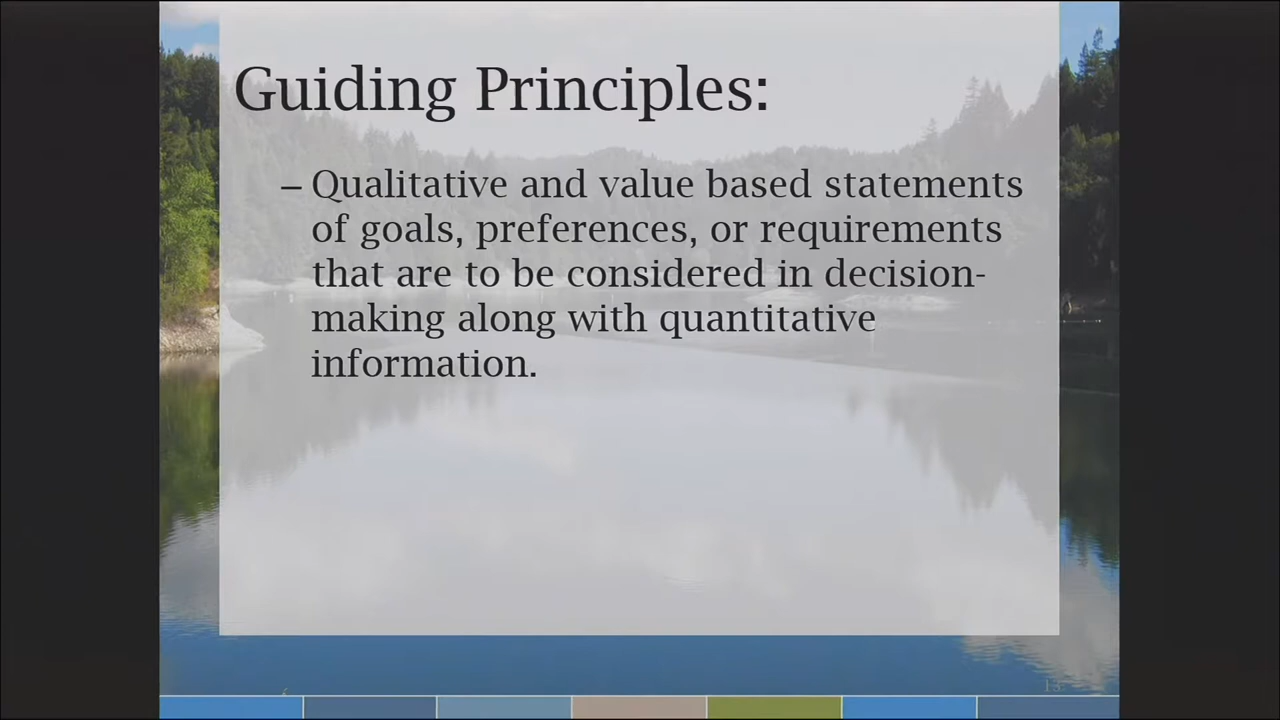 Guiding Principles:
– Qualitative and value based statements
of goals, preferences, or requirements
that are to be considered in decision-
making along with quantitative
information.